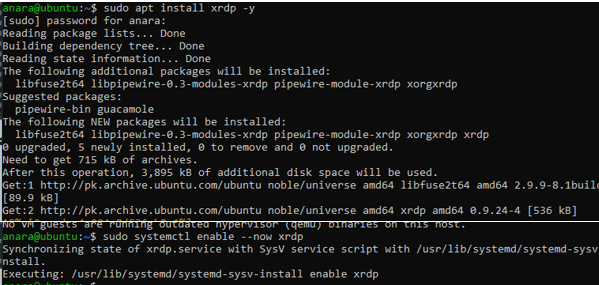 anara@ubuntu:~$ sudo apt install xrdp -y
[sudo] password for anara:
Reading package lists... Done
Building dependency tree... Done
Reading state information... Done
The following additional packages will be installed:
  libfuse2t64 libpipewire-0.3-modules-xrdp pipewire-module-xrdp xorgxrdp
Suggested packages:
  pipewire-bin guacamole
The following NEW packages will be installed:
  libfuse2t64 libpipewire-0.3-modules-xrdp pipewire-module-xrdp xorgxrdp xrdp
0 upgraded, 5 newly installed, 0 to remove and 0 not upgraded.
Need to get 715 kB of archives.
After this operation, 3,895 kB of additional disk space will be used.
Get:1 http://pk.archive.ubuntu.com/ubuntu noble/universe amd64 libfuse2t64 amd64 2.9.9-8.1build
[89.9 kB]
Get:2 http://pk.archive.ubuntu.com/ubuntu noble/universe amd64 xrdp amd64 0.9.24-4 [536 kB]
No VM guests are running outdated hypervisor (qemu) binaries on this host.
anara@ubuntu:~$ sudo systemctl enable --now xrdp
Synchronizing state of xrdp.service with SysV service script with /usr/lib/systemd/systemd-sysv
nstall.
Executing: /usr/lib/systemd/systemd-sysv-install enable xrdp